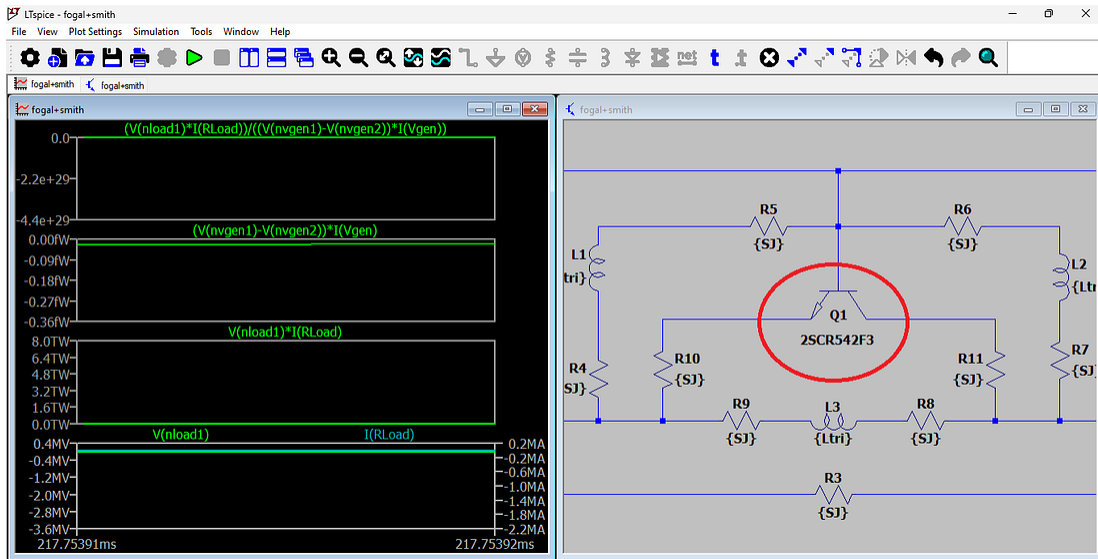 LTspice - fogal+smith
File View Plot Settings Simulation Tools Window Help
fogal+smith fogal+smith
fogal+smith
(V(nload1)*I(RLoad))/((V(nvgen1)-V(nvgen2))*I(Vgen))
0.0
-2.2e+29
-4.4e+29
(V(nvgen1)-V(nvgen2))*I(Vgen)
0.00fW
-0.09fW
-0.18fW
-0.27fW
-0.36fW
V(nload1)*I(RLoad)
8.0TW
6.4TW
4.8TW
3.2TW
1.6TW
0.0TW
V(nload1) I(RLoad)
0.4MV 0.2MA
-0.4MV -0.2MA
-1.2MV -0.6MA
-2.0MV -1.0MA
-2.8MV -1.4MA
-3.6MV -1.8MA
-2.2MA
217.75391ms 217.75392ms
fogal+smith
R5
{SJ}
R6
{SJ}
L1
tri}
L2
{Ltr
Q1
2SCR542F3
R4
SJ}
R10
{SJ}
R11
{SJ}
R7
{SJ
R9
{SJ}
L3
{Ltri}
R8
{SJ}
R3
{SJ}
net
t
t